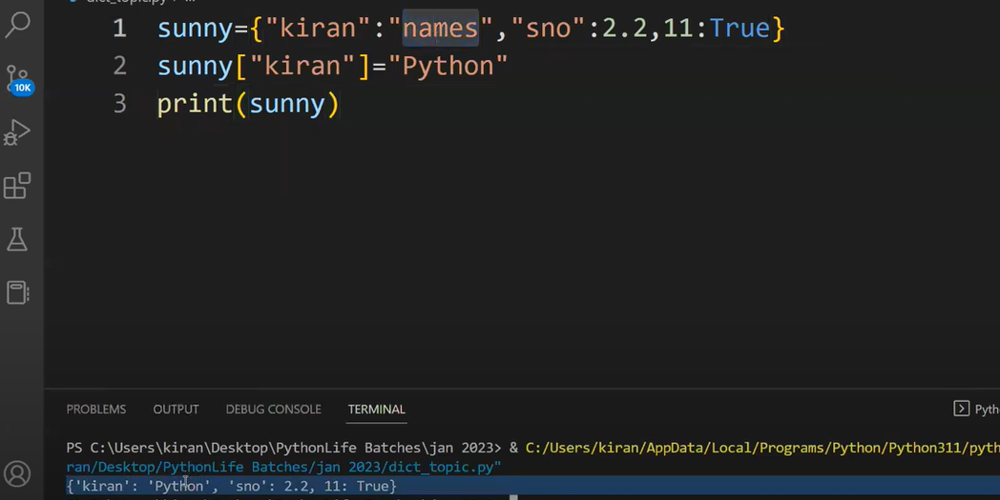 dict_topic.py ...
1 sunny={"kiran":"names","sno":2.2,11:True}
2 sunny["kiran"]="Python"
3 print(sunny)
10K
PROBLEMS OUTPUT DEBUG CONSOLE TERMINAL
PS C:\Users\kiran\Desktop\PythonLife Batches\jan 2023> & C:/Users/kiran/AppData/Local/Programs/Python/Python311/pyth
ran/Desktop/PythonLife Batches/jan 2023/dict_topic.py"
{'kiran': 'Python', 'sno': 2.2, 11: True}